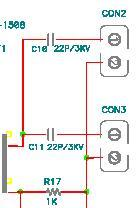 CON2
-1508
C10 22P/3KV
CON3
C11 22P/3KV
R17
1K